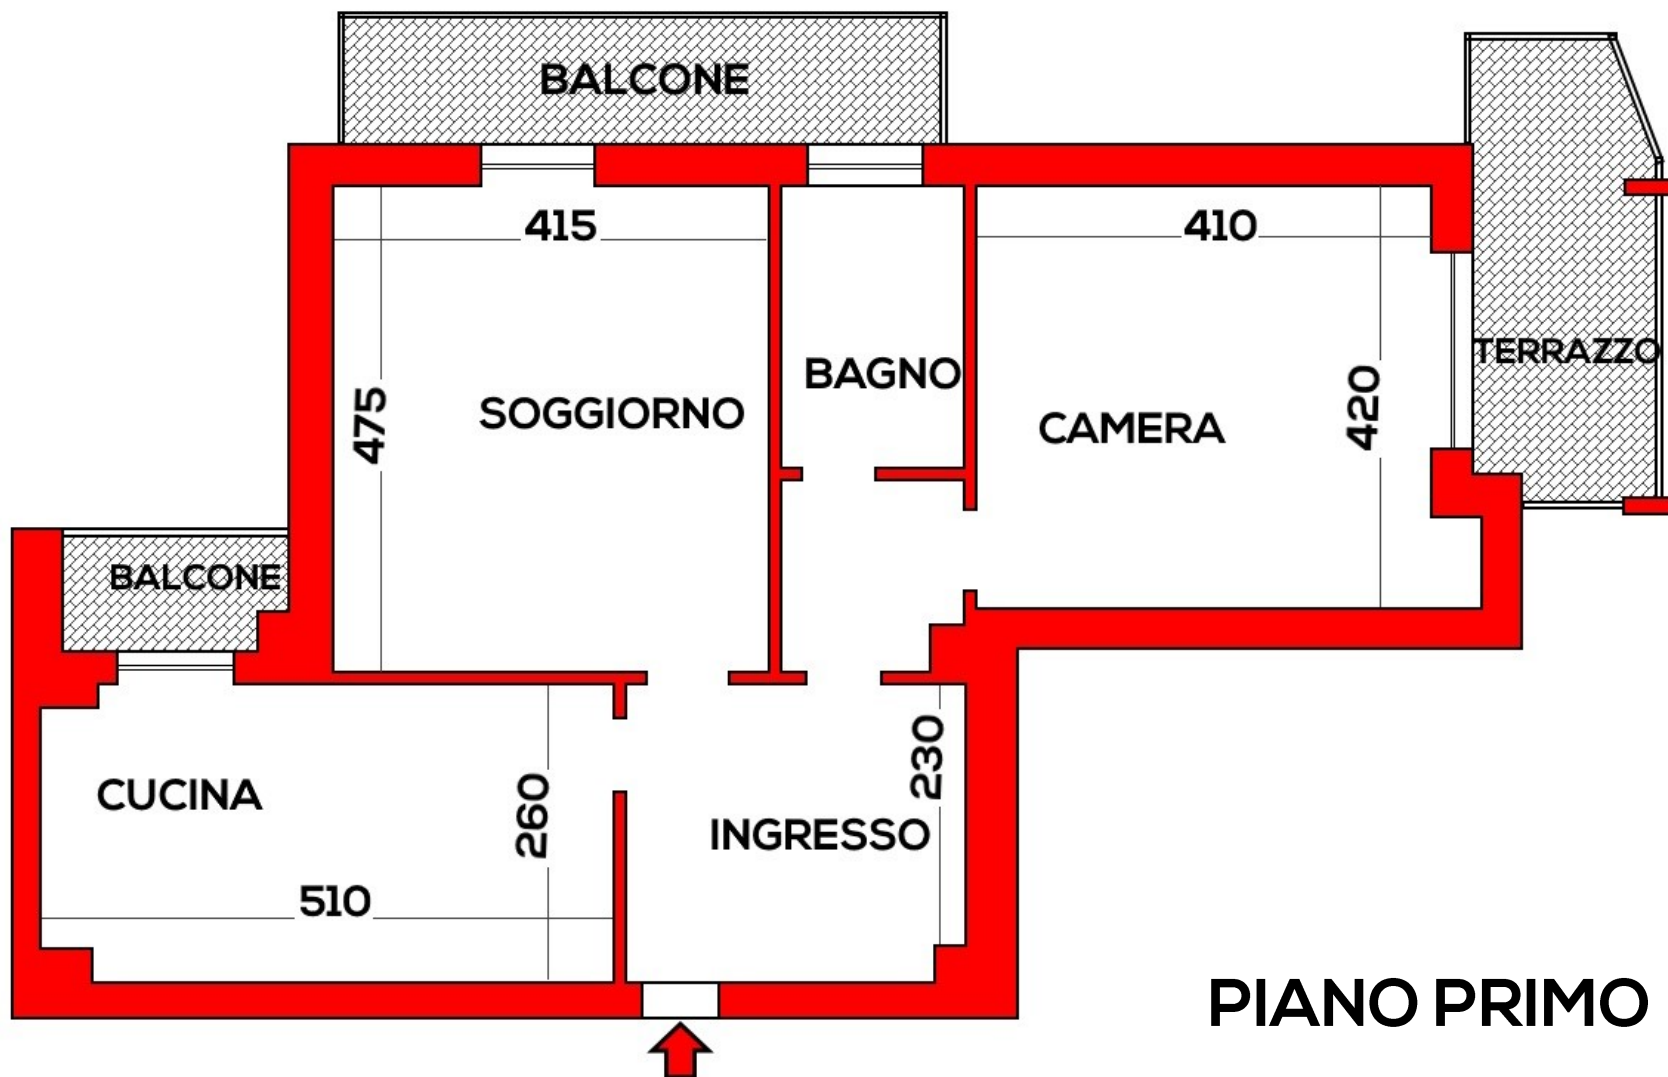 BALCONE
415
410
475
SOGGIORNO
BAGNO
CAMERA
420
TERRAZZO
BALCONE
CUCINA
260
510
INGRESSO
230
PIANO PRIMO